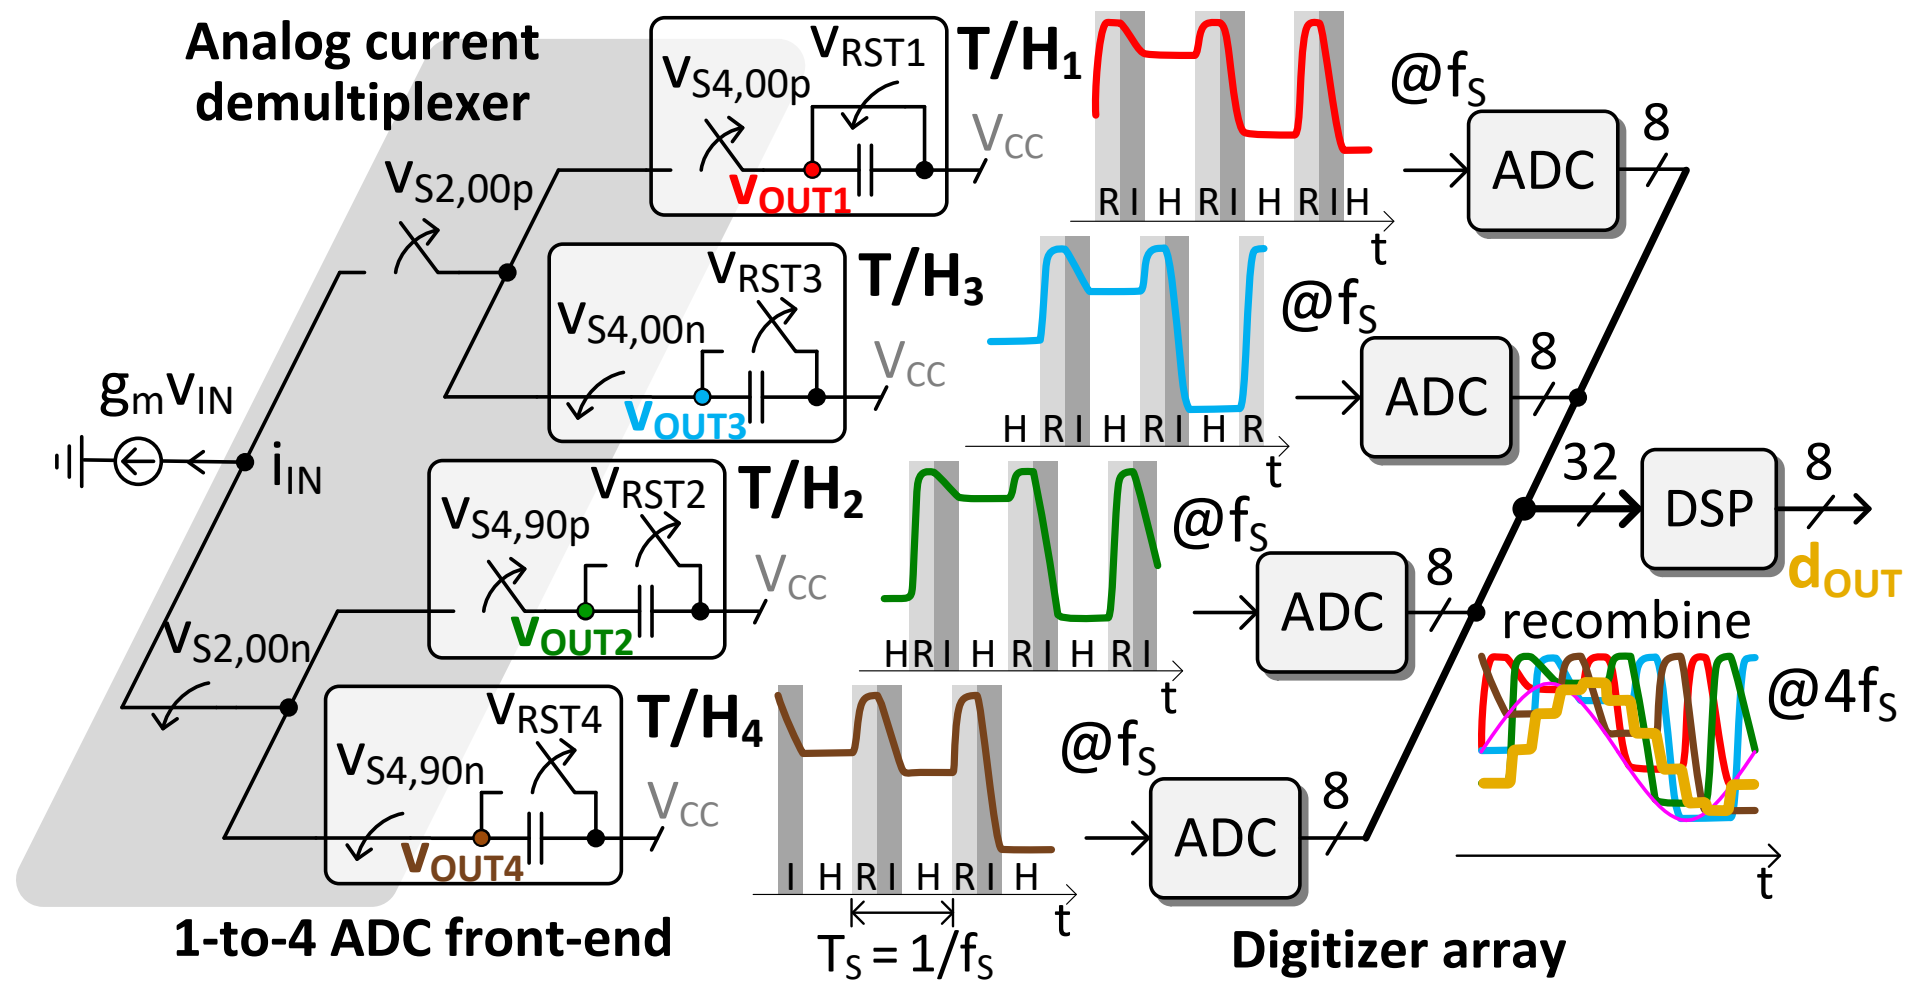 Analog current
demultiplexer
vS2,00p
vS4,00p
vRST1
T/H1
VCC
vOUT1
R I H R I H R I H
t
@fS
ADC
8
vS4,00n
vRST3
T/H3
VCC
vOUT3
H R I H R I H R
t
@fS
ADC
8
gmvIN
iIN
vS4,90p
vRST2
T/H2
VCC
vOUT2
H R I H R I H R I
t
@fS
ADC
8
32
DSP
8
dOUT
recombine
@4fS
t
vS2,00n
vS4,90n
vRST4
T/H4
VCC
vOUT4
I H R I H R I H
t
@fS
ADC
8
TS = 1/fS
1-to-4 ADC front-end
Digitizer array